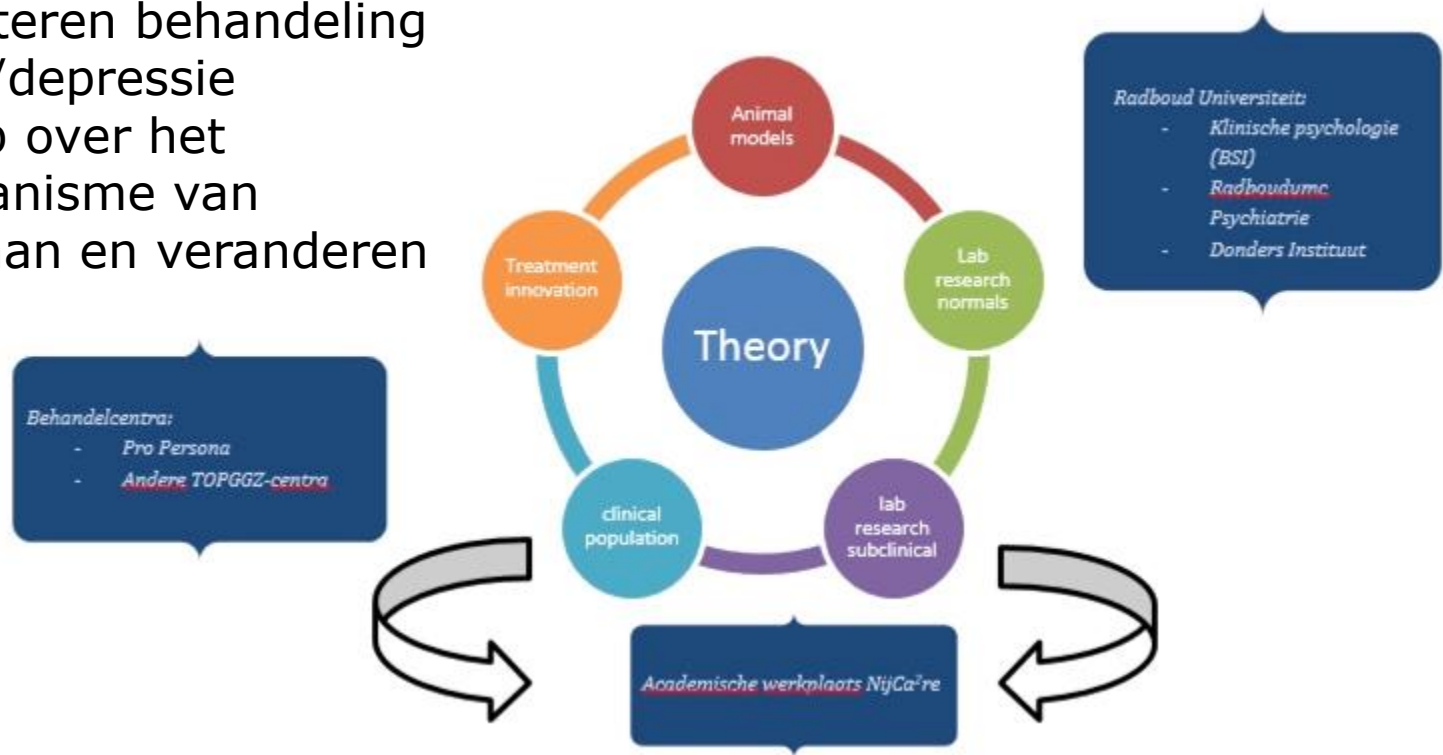 teren behandeling
/depressie
over het
anisme van
an en veranderen
Animal
models
Lab
research
normals
lab
research
subclinical
clinical
population
Treatment
innovation
Theory
Radboud Universiteit:
- Klinische psychologie
(BSI)
- Radboudumc
Psychiatrie
- Donders Instituut
Behandelcentra:
- Pro Persona
- Andere TOPGGZ-centra
Academische werkplaats NijCa²re